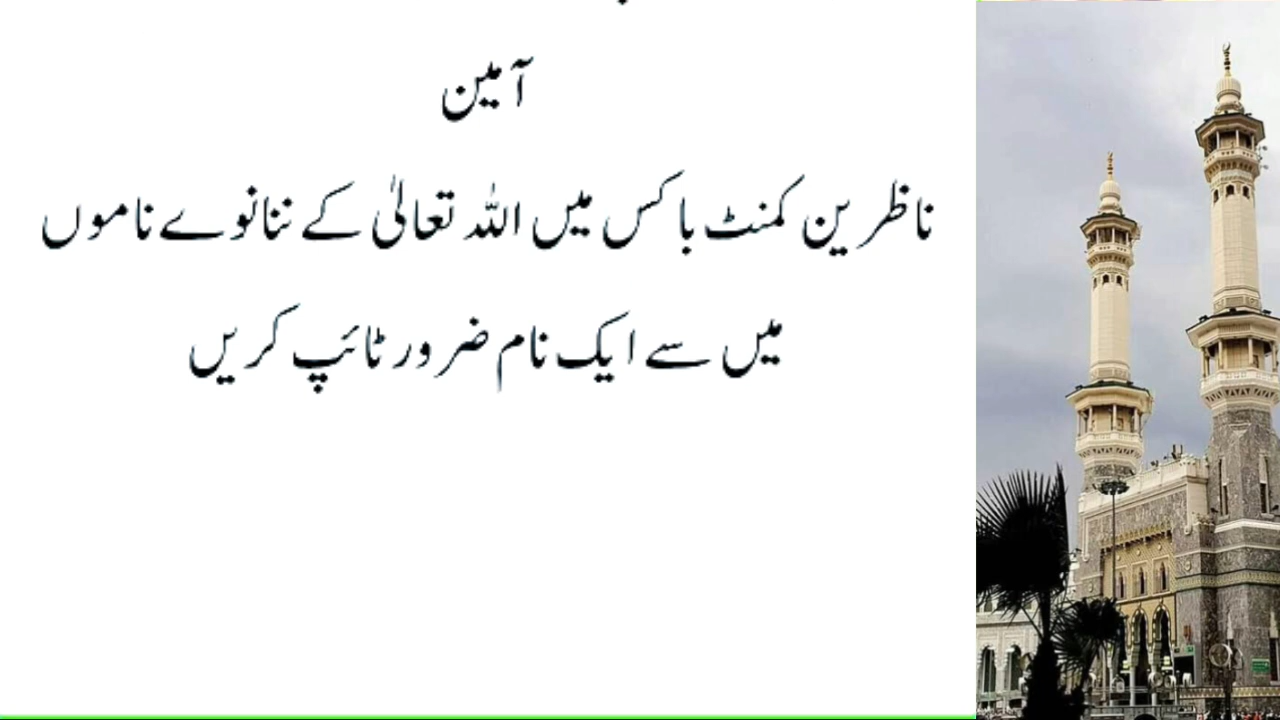 آمین
ناظرین کمنٹ باکس میں اللہ تعالیٰ کے ننانوے ناموں
میں سے ایک نام ضرور ٹائپ کریں